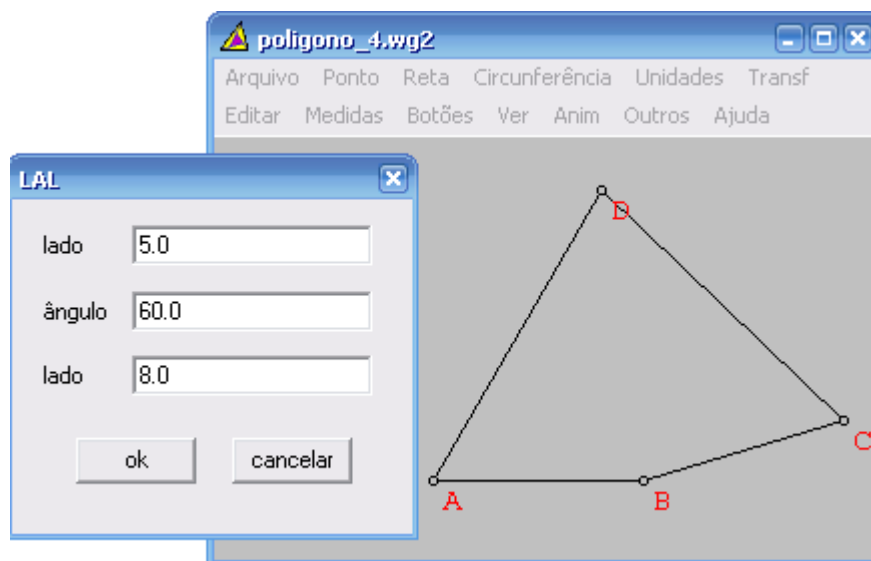 poligono_4.wg2
Arquivo Ponto Reta Circunferência Unidades Transf
Editar Medidas Botões Ver Anim Outros Ajuda
LAL
lado 5.0
ângulo 60.0
lado 8.0
ok cancelar
D
C
A B